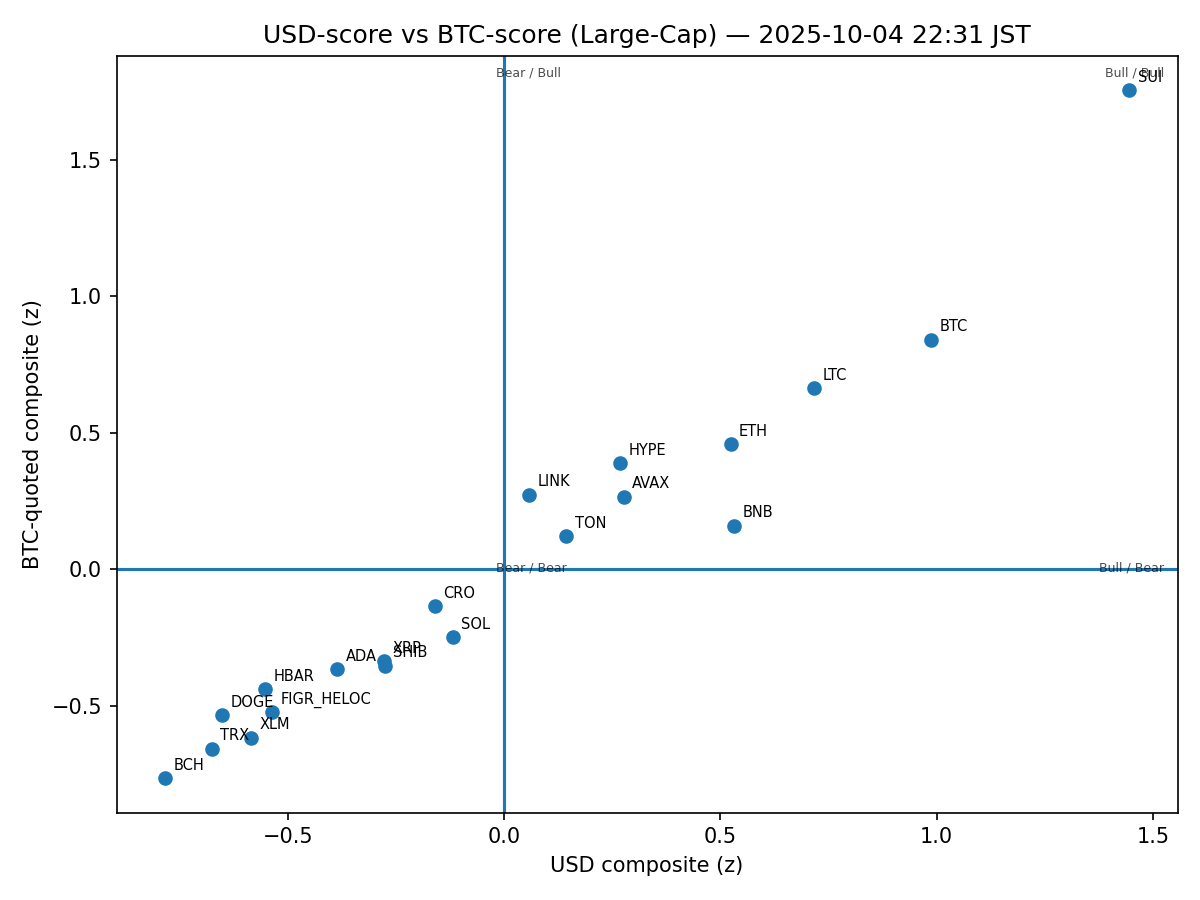 USD-score vs BTC-score (Large-Cap) — 2025-10-04 22:31 JST
Bear / Bull
Bull / Bull
SUI
1.5
BTC
1.0
LTC
ETH
0.5
HYPE
LINK
AVAX
BNB
TON
0.0
Bear / Bear
Bull / Bear
CRO
SOL
XRP
SHIB
ADA
HBAR
DOGE
FIGR_HELOC
−0.5
XLM
TRX
BCH
BTC-quoted composite (z)
−0.5
0.0
0.5
1.0
1.5
USD composite (z)